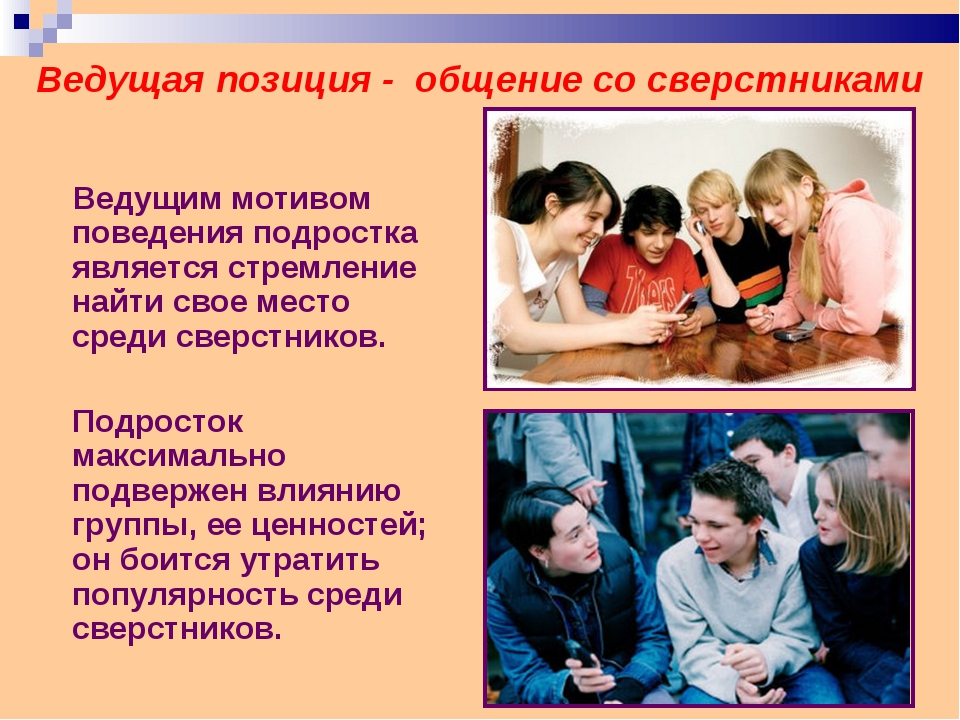 Ведущая позиция - общение со сверстниками
Ведущим мотивом
поведения подростка
является стремление
найти свое место
среди сверстников.
Подросток
максимально
подвержен влиянию
группы, ее ценностей;
он боится утратить
популярность среди
сверстников.